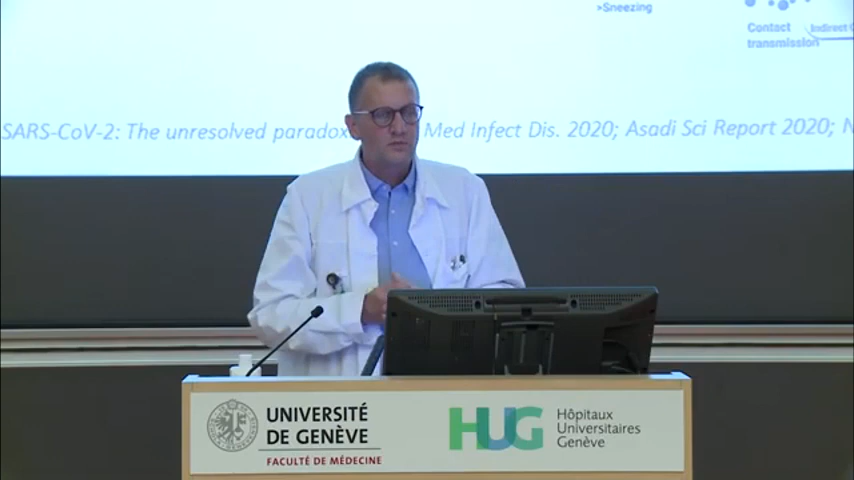 >Sneezing
Contact
transmission
Indirect
SARS-CoV-2: The unresolved paradox Med Infect Dis. 2020; Asadi Sci Report 2020; N
UNIVERSITÉ
DE GENÈVE
FACULTÉ DE MÉDECINE
HUG
Hôpitaux
Universitaires
Genève